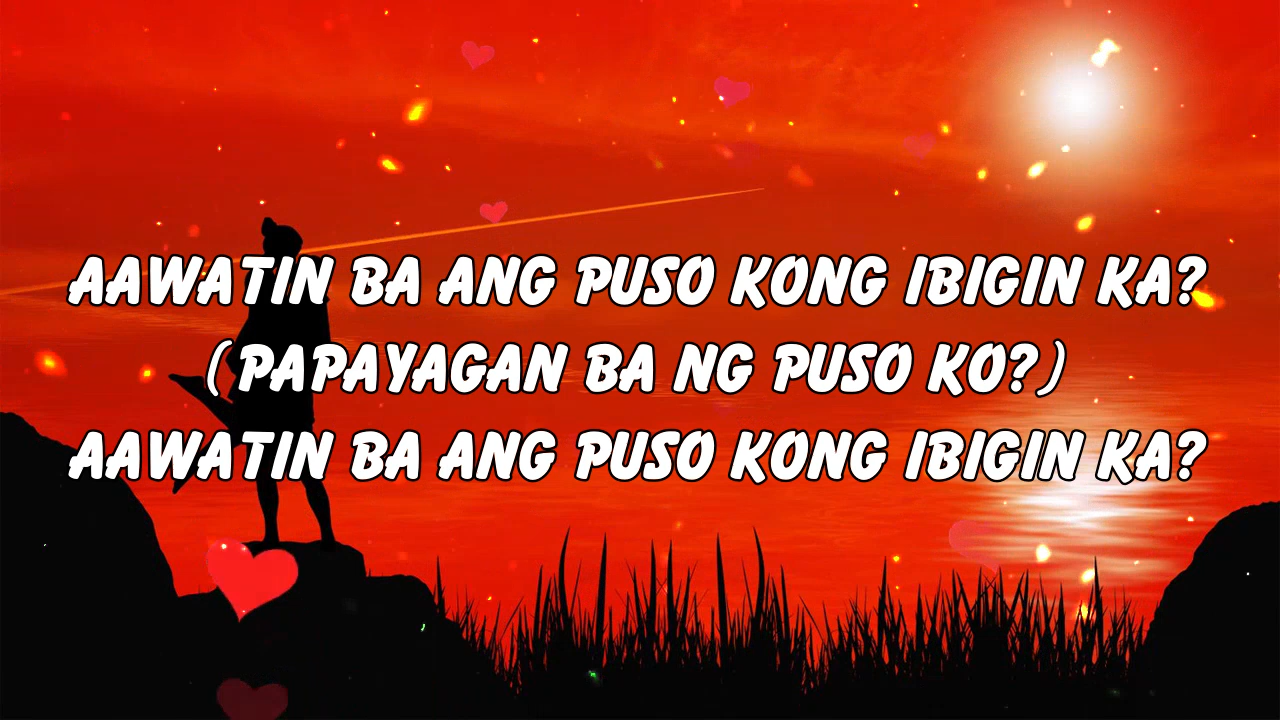 AAWATIN BA ANG PUSO KONG IBIGIN KA?
(PAPAYAGAN BA NG PUSO KO?)
AAWATIN BA ANG PUSO KONG IBIGIN KA?